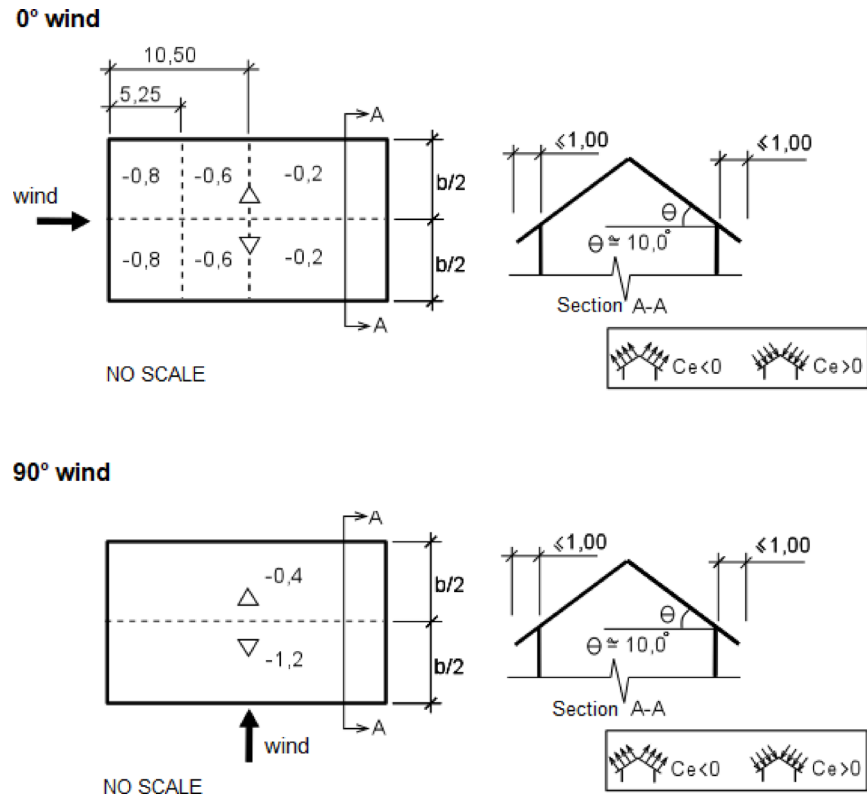 0° wind
10,50
5,25
A
wind
-0,8 -0,6 -0,2
b/2
-0,8 -0,6 -0,2
b/2
A
NO SCALE
⩽1,00 ⩽1,00
θ
θ ≅ 10,0°
Section A-A
Ce<0 Ce>0
90° wind
A
-0,4
b/2
-1,2
b/2
A
wind
NO SCALE
⩽1,00 ⩽1,00
θ
θ ≅ 10,0°
Section A-A
Ce<0 Ce>0